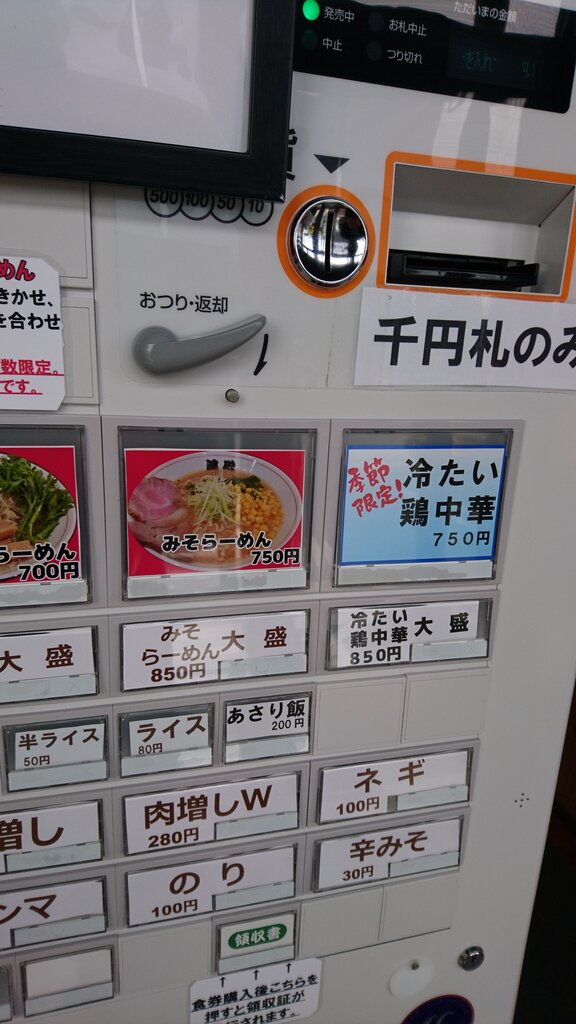 発売中
お札中止
ただいまの金額
中止
つり切れ
500 100 50 10
おつり・返却
千円札のみ
めん
きかせ、
を合わせ
数限定。
です。
らーめん
700円
みそらーめん
750円
季節
限定!
冷たい
鶏中華
750円
大盛
みそ
らーめん 大盛
850円
冷たい
鶏中華 大盛
850円
半ライス
50円
ライス
80円
あさり飯
200円
増し
肉増しW
280円
ネギ
100円
ンマ
のり
100円
辛みそ
30円
領収書
食券購入後こちらを
押すと領収証が
行されます。